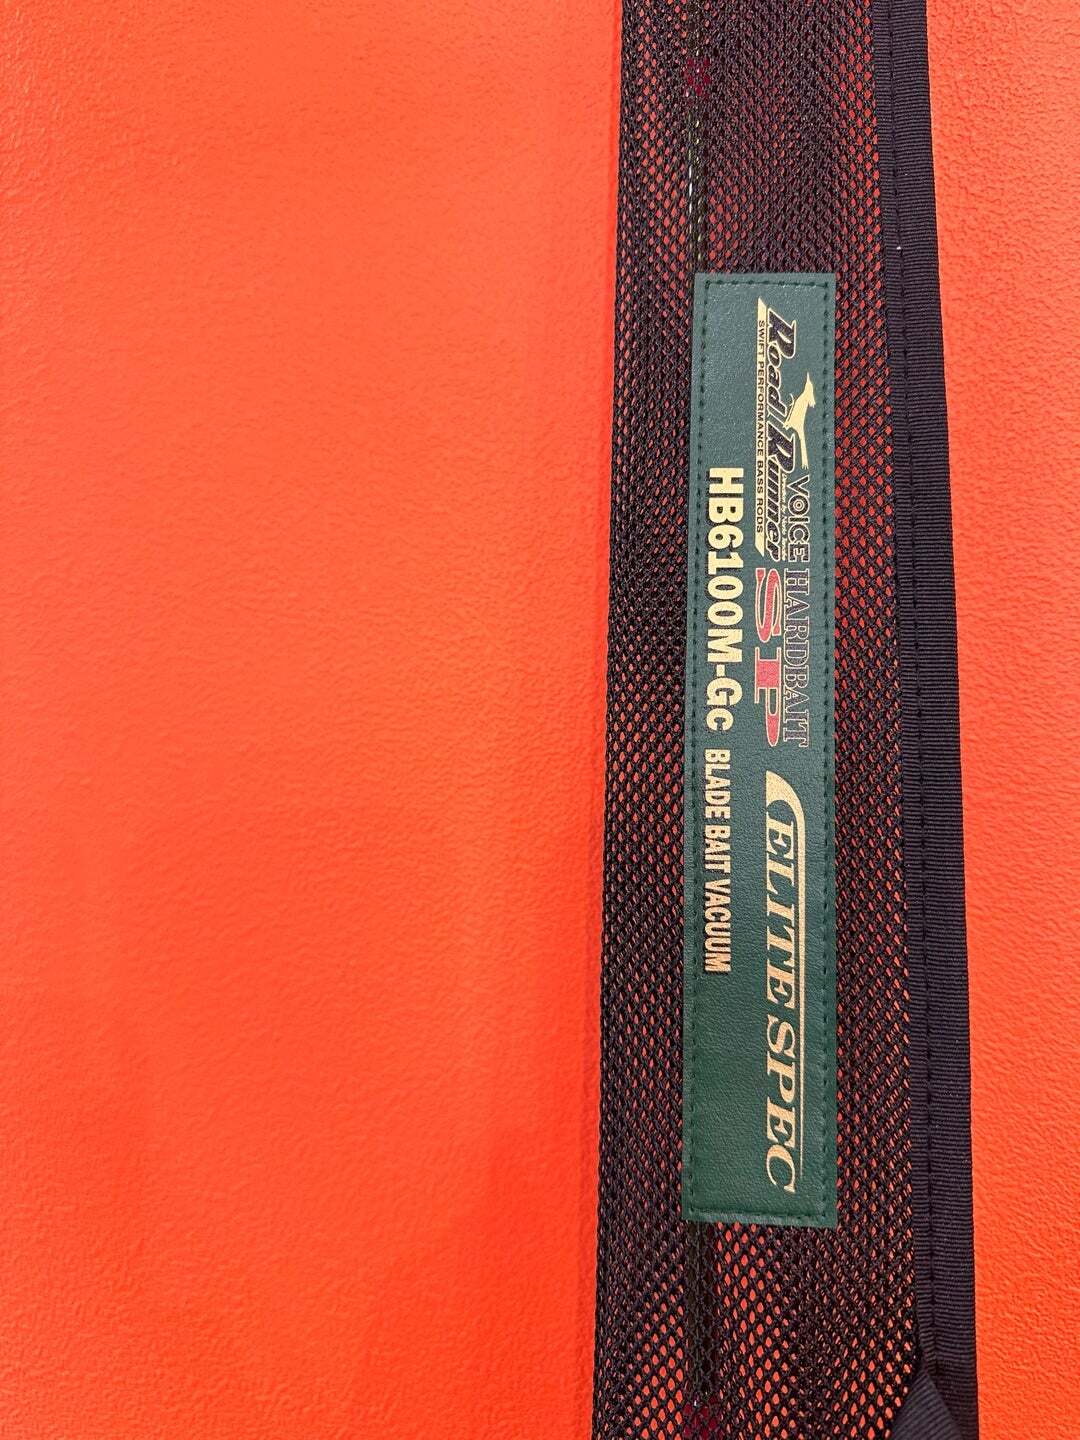 Road Runner
SWIFT PERFORMANCE BASS RODS
VOICE HARDBAIT
SP
ELITE SPEC
HB6100M-Gc BLADE BAIT VACUUM